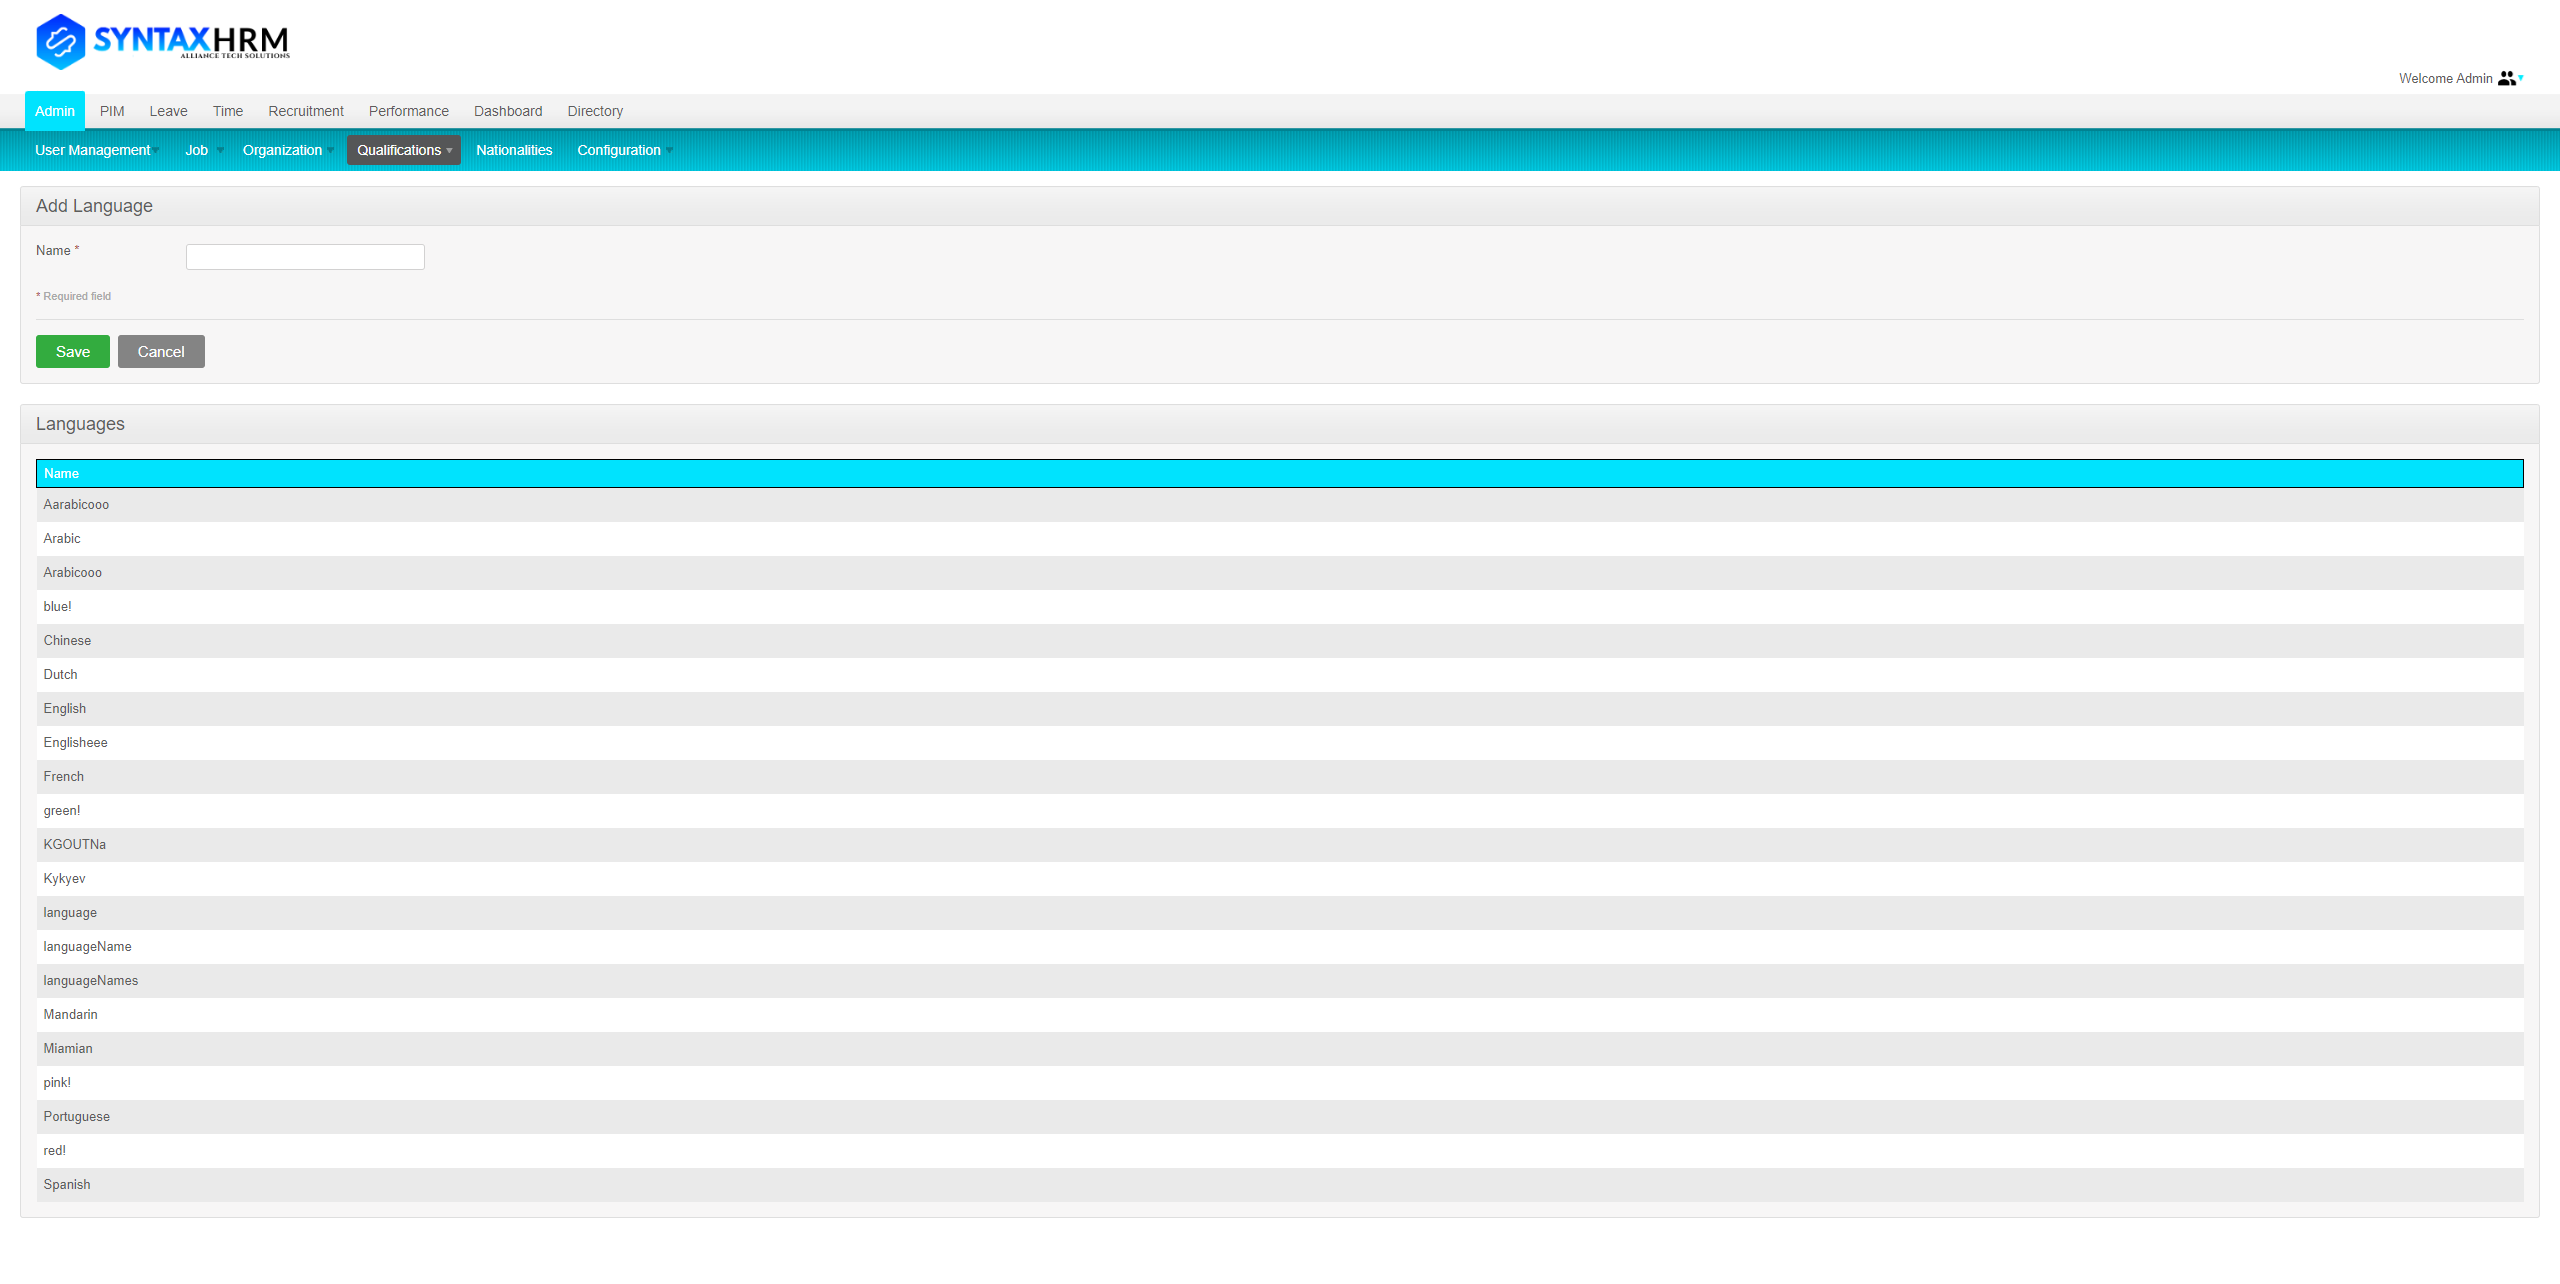 SYNTAXHRM
ALLIANCE TECH SOLUTIONS
Welcome Admin
Admin PIM Leave Time Recruitment Performance Dashboard Directory
User Management Job Organization Qualifications Nationalities Configuration
Add Language
Name *
* Required field
Save Cancel
Languages
Name
Aarabicooo
Arabic
Arabicooo
blue!
Chinese
Dutch
English
Englisheee
French
green!
KGOUTNa
Kykyev
language
languageName
languageNames
Mandarin
Miamian
pink!
Portuguese
red!
Spanish